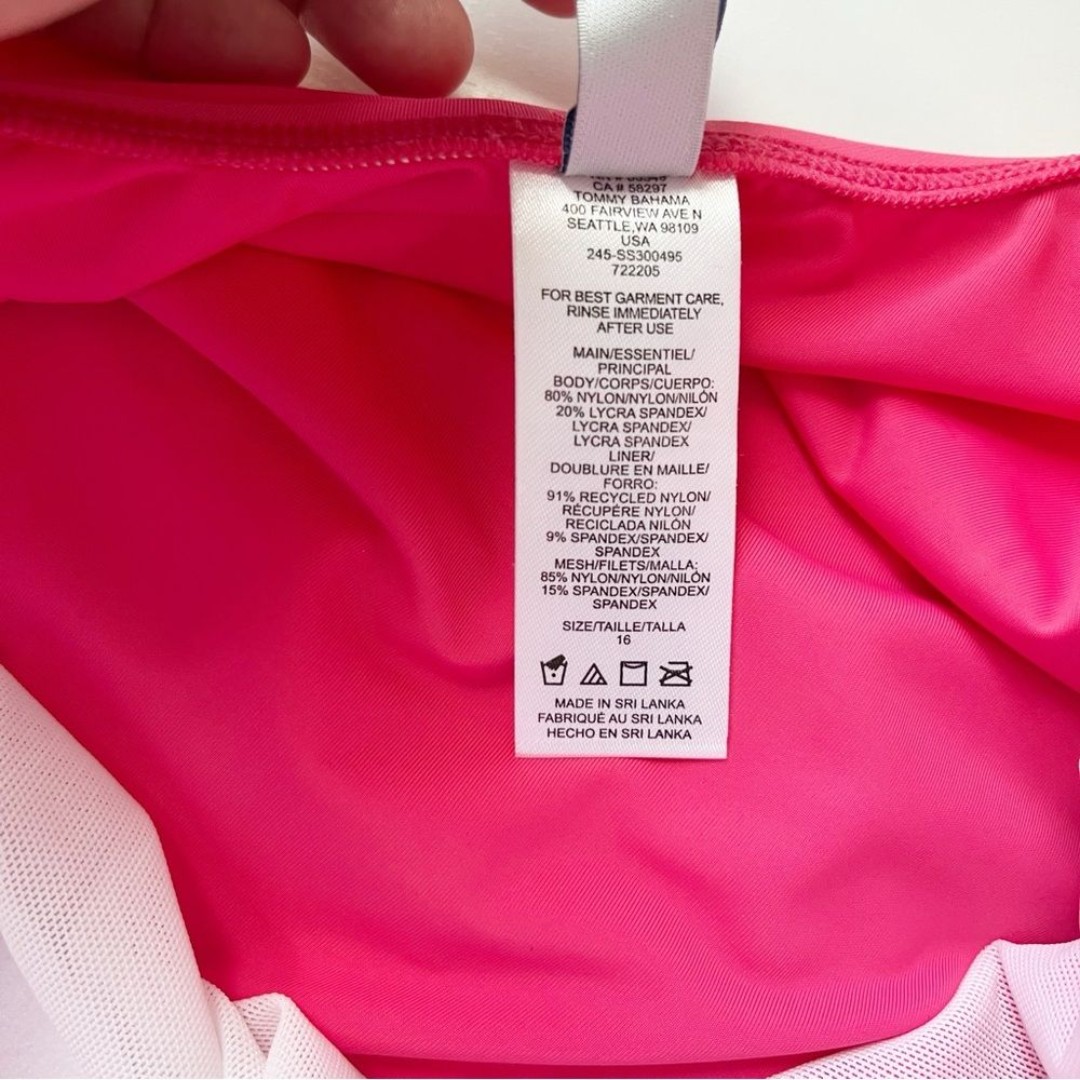 CA # 58297
TOMMY BAHAMA
400 FAIRVIEW AVE N
SEATTLE,WA 98109
USA
245-SS300495
722205
FOR BEST GARMENT CARE,
RINSE IMMEDIATELY
AFTER USE
MAIN/ESSENTIEL/
PRINCIPAL
BODY/CORPS/CUERPO:
80% NYLON/NYLON/NILÓN
20% LYCRA SPANDEX/
LYCRA SPANDEX/
LYCRA SPANDEX
LINER/
DOUBLURE EN MAILLE/
FORRO:
91% RECYCLED NYLON/
RÉCUPÉRE NYLON/
RECICLADA NILÓN
9% SPANDEX/SPANDEX/
SPANDEX
MESH/FILETS/MALLA:
85% NYLON/NYLON/NILÓN
15% SPANDEX/SPANDEX/
SPANDEX
SIZE/TAILLE/TALLA
16
MADE IN SRI LANKA
FABRIQUÉ AU SRI LANKA
HECHO EN SRI LANKA